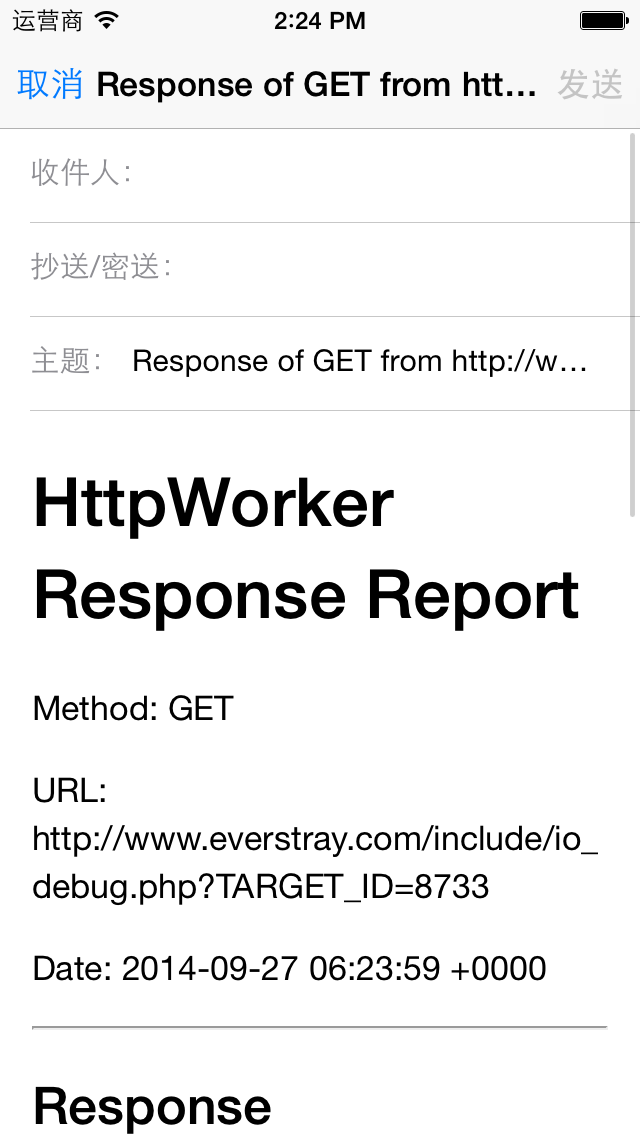 运营商 2:24 PM
取消 Response of GET from htt... 发送
收件人：
抄送/密送：
主题： Response of GET from http://w...
HttpWorker
Response Report
Method: GET
URL:
http://www.everstray.com/include/io_
debug.php?TARGET_ID=8733
Date: 2014-09-27 06:23:59 +0000
Response